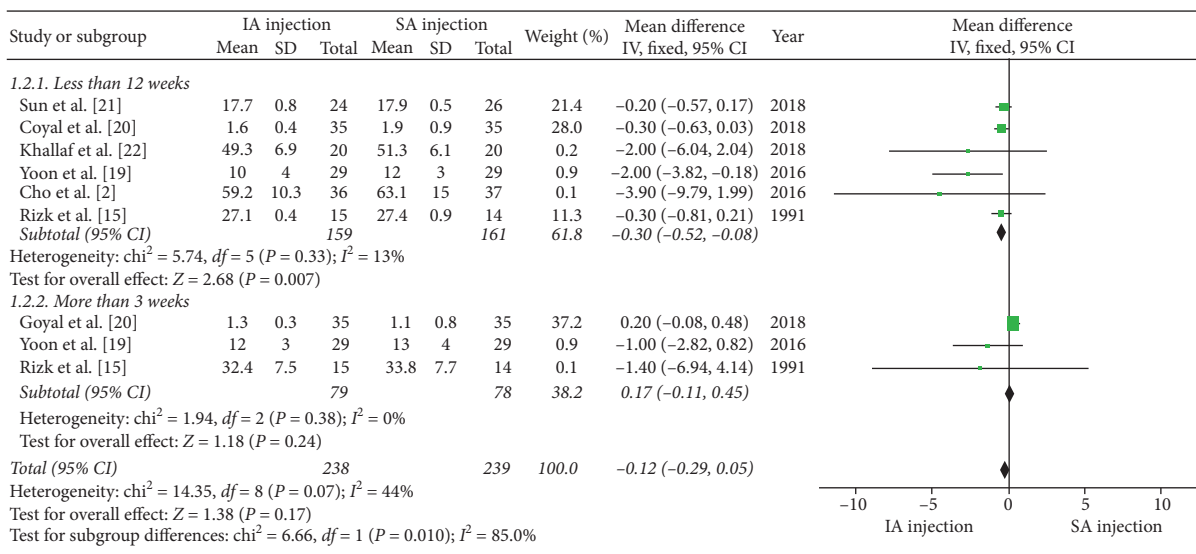 Study or subgroup IA injection SA injection Weight (%) Mean difference Year Mean difference
Mean SD Total Mean SD Total IV, fixed, 95% CI IV, fixed, 95% CI
1.2.1. Less than 12 weeks
Sun et al. [21] 17.7 0.8 24 17.9 0.5 26 21.4 −0.20 (−0.57, 0.17) 2018
Coyal et al. [20] 1.6 0.4 35 1.9 0.9 35 28.0 −0.30 (−0.63, 0.03) 2018
Khallaf et al. [22] 49.3 6.9 20 51.3 6.1 20 0.2 −2.00 (−6.04, 2.04) 2018
Yoon et al. [19] 10 4 29 12 3 29 0.9 −2.00 (−3.82, −0.18) 2016
Cho et al. [2] 59.2 10.3 36 63.1 15 37 0.1 −3.90 (−9.79, 1.99) 2016
Rizk et al. [15] 27.1 0.4 15 27.4 0.9 14 11.3 −0.30 (−0.81, 0.21) 1991
Subtotal (95% CI) 159 161 61.8 −0.30 (−0.52, −0.08)
Heterogeneity: chi² = 5.74, df = 5 (P = 0.33); I² = 13%
Test for overall effect: Z = 2.68 (P = 0.007)
1.2.2. More than 3 weeks
Goyal et al. [20] 1.3 0.3 35 1.1 0.8 35 37.2 0.20 (−0.08, 0.48) 2018
Yoon et al. [19] 12 3 29 13 4 29 0.9 −1.00 (−2.82, 0.82) 2016
Rizk et al. [15] 32.4 7.5 15 33.8 7.7 14 0.1 −1.40 (−6.94, 4.14) 1991
Subtotal (95% CI) 79 78 38.2 0.17 (−0.11, 0.45)
Heterogeneity: chi² = 1.94, df = 2 (P = 0.38); I² = 0%
Test for overall effect: Z = 1.18 (P = 0.24)
Total (95% CI) 238 239 100.0 −0.12 (−0.29, 0.05)
Heterogeneity: chi² = 14.35, df = 8 (P = 0.07); I² = 44%
Test for overall effect: Z = 1.38 (P = 0.17)
Test for subgroup differences: chi² = 6.66, df = 1 (P = 0.010); I² = 85.0%
−10 −5 0 5 10
IA injection SA injection